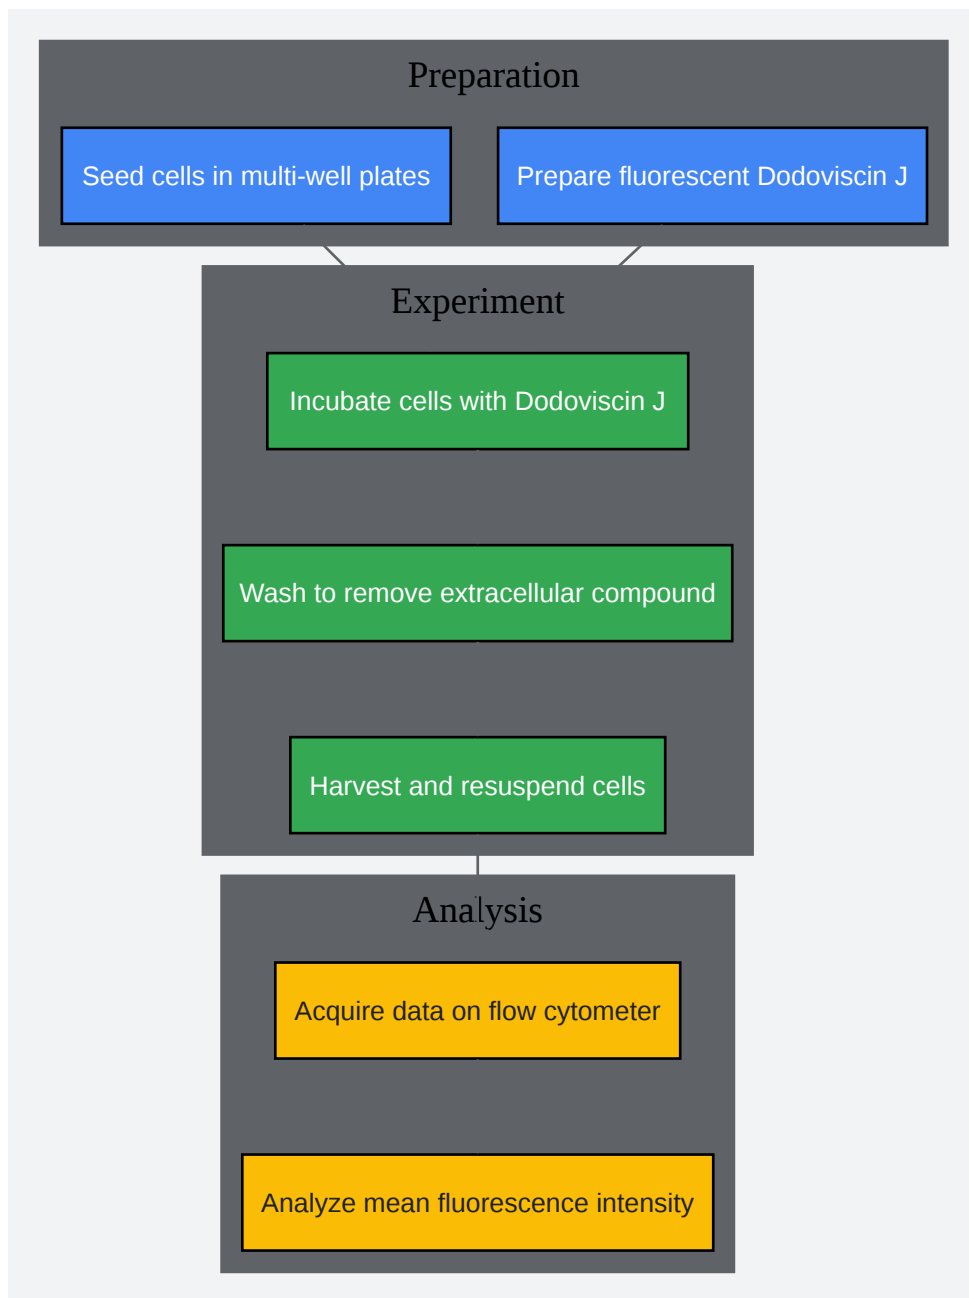 Preparation
Seed cells in multi-well plates
Prepare fluorescent Dodoviscin J
Experiment
Incubate cells with Dodoviscin J
Wash to remove extracellular compound
Harvest and resuspend cells
Analysis
Acquire data on flow cytometer
Analyze mean fluorescence intensity